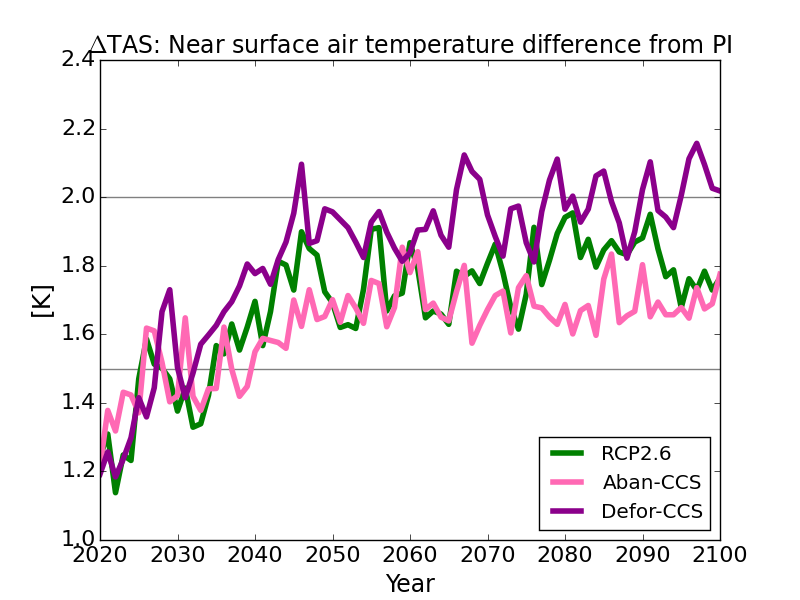 ΔTAS: Near surface air temperature difference from PI
2.4
2.2
2.0
1.8
1.6
1.4
1.2
1.0
[K]
2020 2030 2040 2050 2060 2070 2080 2090 2100
Year
RCP2.6
Aban-CCS
Defor-CCS